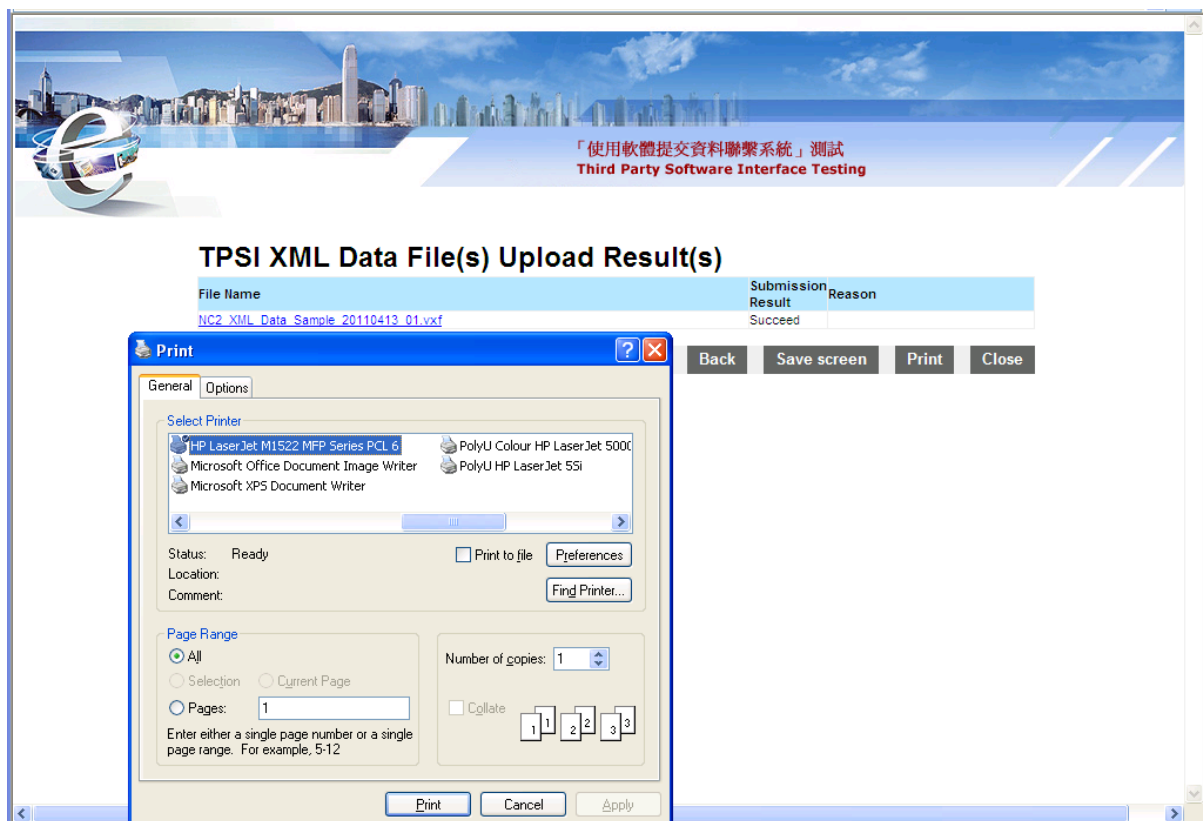 「使用軟體提交資料聯繫系統」測試
Third Party Software Interface Testing
TPSI XML Data File(s) Upload Result(s)
File Name
Submission Result
Reason
NC2_XML_Data_Sample_20110413_01.vxf
Succeed
Back
Save screen
Print
Close
Print
General
Options
Select Printer
HP LaserJet M1522 MFP Series PCL 6
PolyU Colour HP LaserJet 5000
Microsoft Office Document Image Writer
PolyU HP LaserJet 5Si
Microsoft XPS Document Writer
Status: Ready
Print to file
Preferences
Location:
Comment:
Find Printer...
Page Range
All
Selection
Current Page
Pages: 1
Enter either a single page number or a single
page range. For example, 5-12
Number of copies: 1
Collate
1 1 2 2 3 3
Print
Cancel
Apply